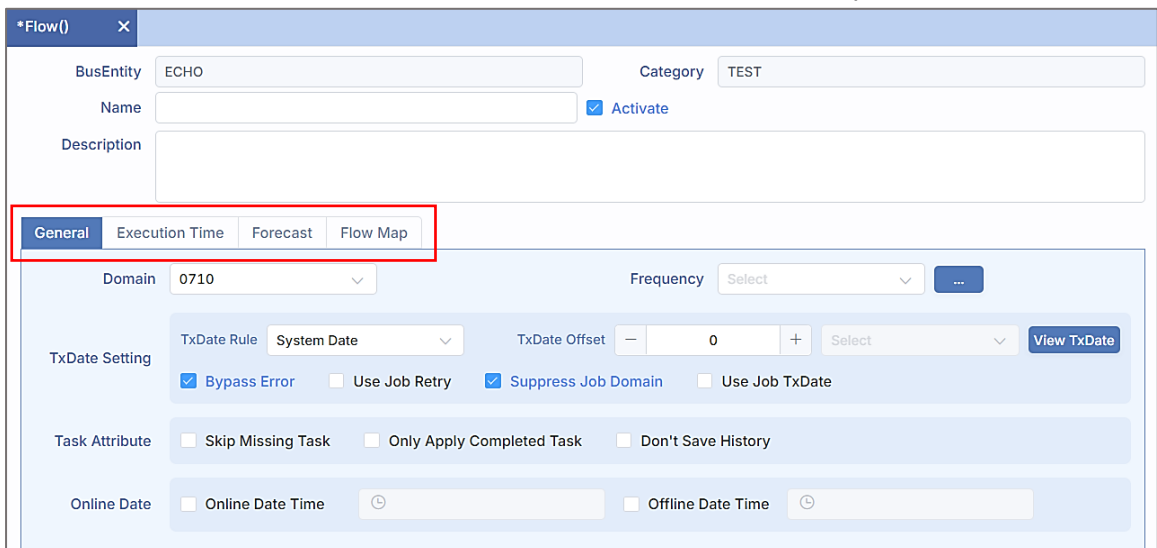 *Flow() ×
BusEntity ECHO Category TEST
Name Activate
Description
General Execution Time Forecast Flow Map
Domain 0710 Frequency Select ...
TxDate Setting TxDate Rule System Date TxDate Offset − 0 + Select View TxDate
Bypass Error Use Job Retry Suppress Job Domain Use Job TxDate
Task Attribute Skip Missing Task Only Apply Completed Task Don't Save History
Online Date Online Date Time Offline Date Time